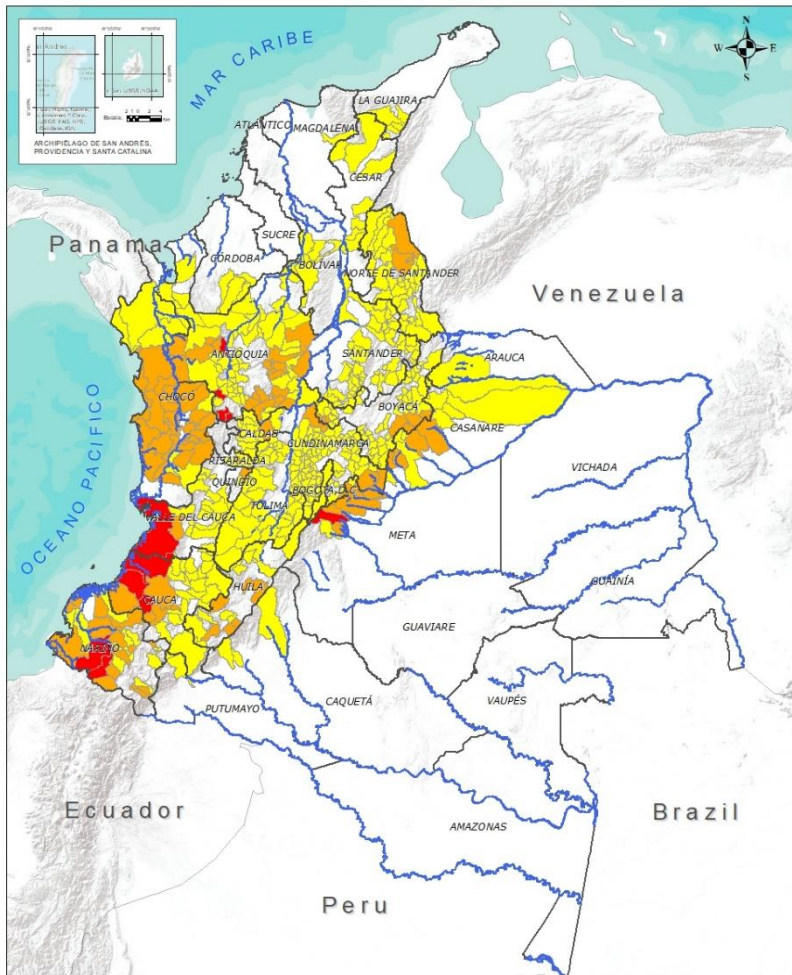 ARCHIPIÉLAGO DE SAN ANDRÉS,
PROVIDENCIA Y SANTA CATALINA
N
W
E
S
MAR CARIBE
LA GUAJIRA
ATLÁNTICO
MAGDALENA
CESAR
SUCRE
Panama
CÓRDOBA
BOLÍVAR
NORTE DE SANTANDER
Venezuela
ANTIOQUIA
SANTANDER
ARAUCA
CHOCÓ
BOYACÁ
CASANARE
CALDAS
CUNDINAMARCA
RISARALDA
VICHADA
QUINDÍO
BOGOTÁ, D.C.
OCEANO PACIFICO
TOLIMA
VALLE DEL CAUCA
META
GUAINÍA
HUILA
CAUCA
GUAVIARE
NARIÑO
CAQUETÁ
VAUPÉS
PUTUMAYO
Ecuador
Brazil
AMAZONAS
Peru